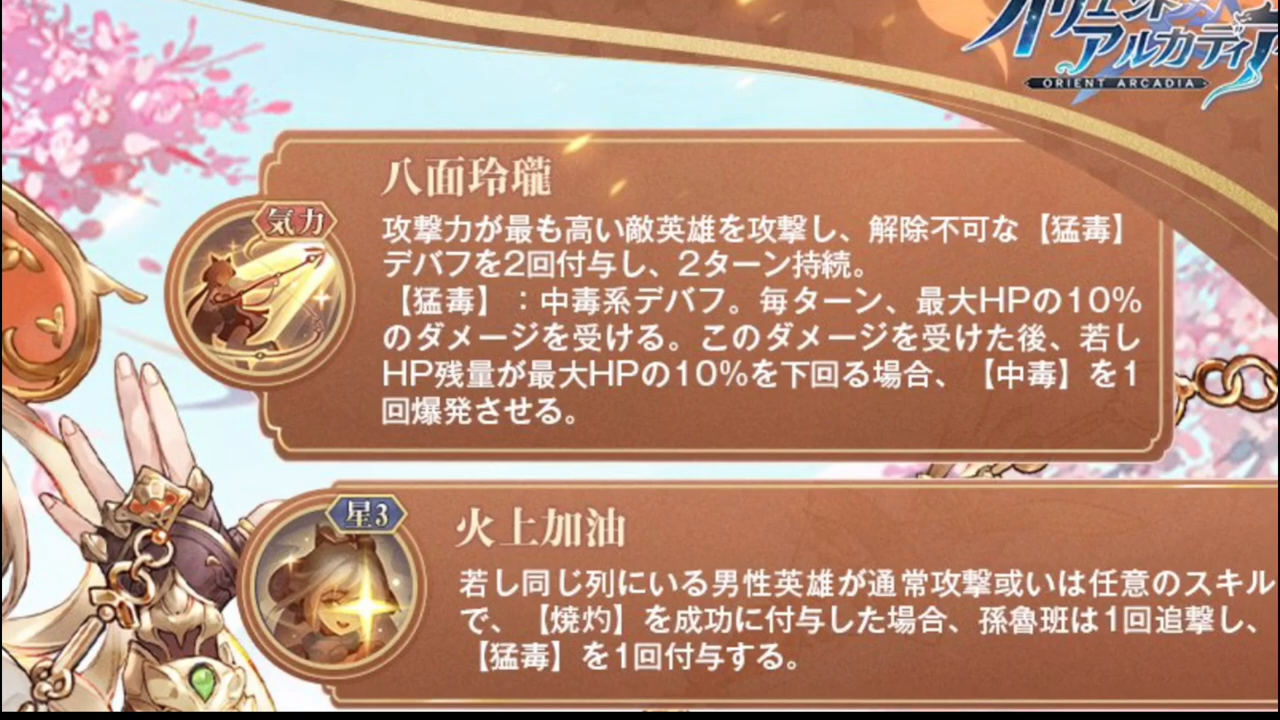 オリエント
アルカディア
ORIENT ARCADIA
八面玲瓏
気力
攻撃力が最も高い敵英雄を攻撃し、解除不可な【猛毒】
デバフを2回付与し、2ターン持続。
【猛毒】：中毒系デバフ。毎ターン、最大HPの10%
のダメージを受ける。このダメージを受けた後、若し
HP残量が最大HPの10%を下回る場合、【中毒】を1
回爆発させる。
星3
火上加油
若し同じ列にいる男性英雄が通常攻撃或いは任意のスキル
で、【焼灼】を成功に付与した場合、孫魯班は1回追撃し、
【猛毒】を1回付与する。